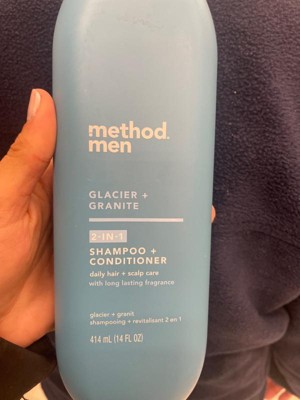 method.
men
GLACIER +
GRANITE
2-IN-1
SHAMPOO +
CONDITIONER
daily hair + scalp care
with long lasting fragrance
glacier + granit
shampooing + revitalisant 2 en 1
414 mL (14 FL OZ)